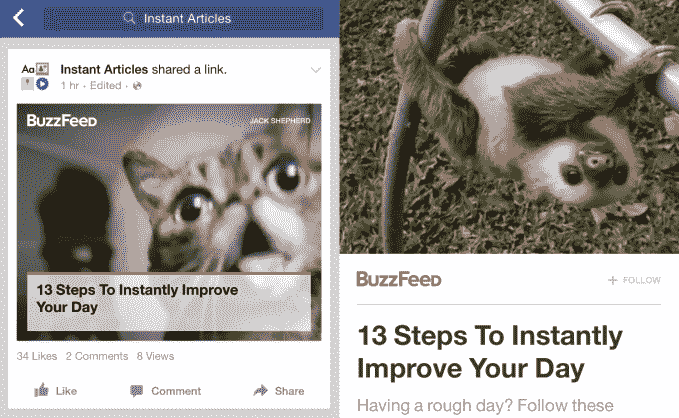 Instant Articles
Aa
Instant Articles shared a link.
1 hr · Edited ·
BuzzFeed
JACK SHEPHERD
13 Steps To Instantly Improve
Your Day
34 Likes 2 Comments 8 Views
Like Comment Share
BuzzFeed
+ FOLLOW
13 Steps To Instantly
Improve Your Day
Having a rough day? Follow these